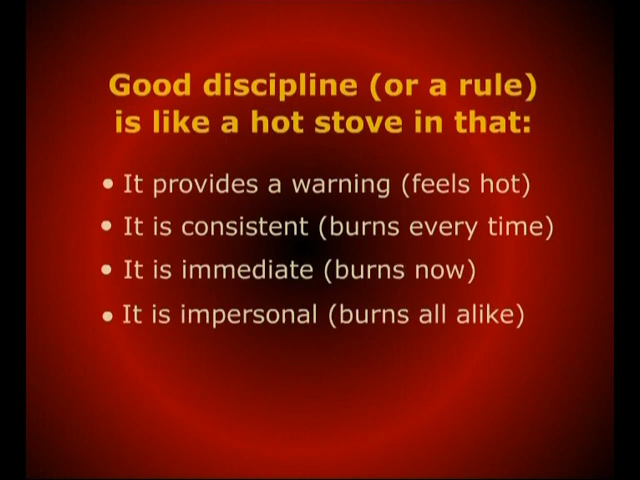 Good discipline (or a rule)
is like a hot stove in that:
• It provides a warning (feels hot)
• It is consistent (burns every time)
• It is immediate (burns now)
• It is impersonal (burns all alike)